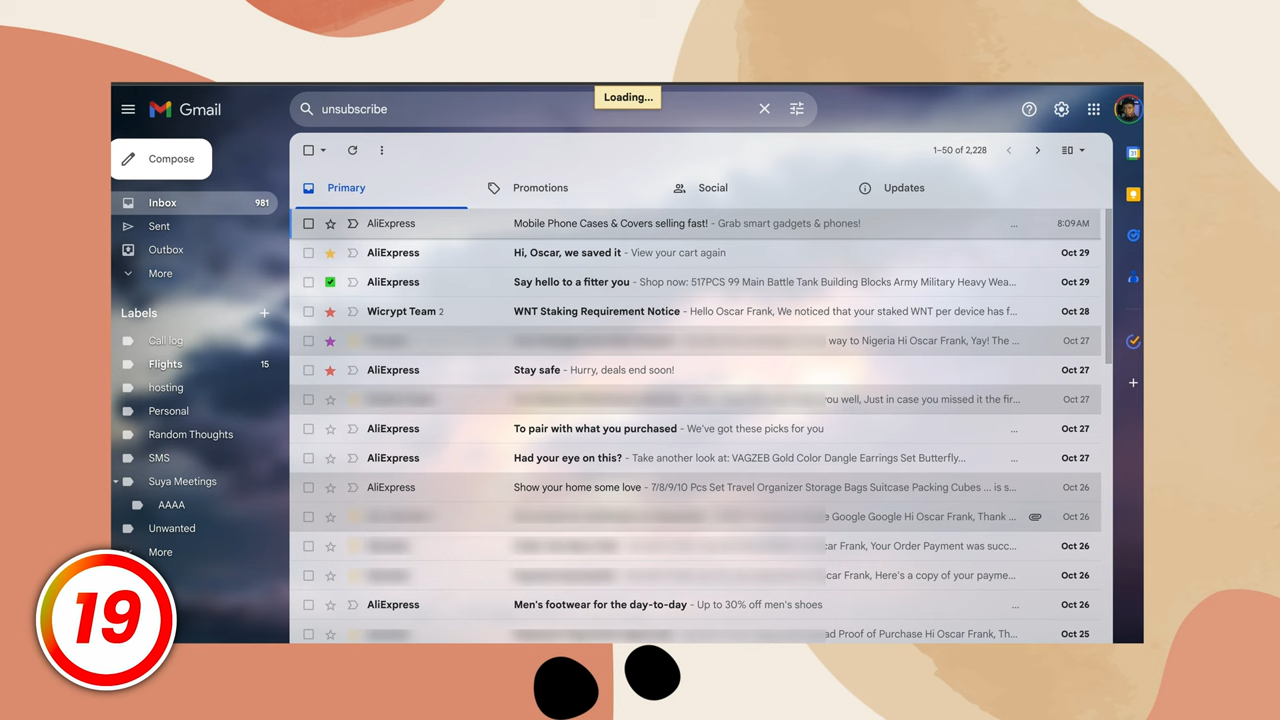 Loading...
Gmail
unsubscribe
Compose
1–50 of 2,228
Primary
Promotions
Social
Updates
Inbox 981
Sent
Outbox
More
Labels
Call log
Flights 15
hosting
Personal
Random Thoughts
SMS
Suya Meetings
AAAA
Unwanted
More
AliExpress Mobile Phone Cases & Covers selling fast! - Grab smart gadgets & phones! ... 8:09 AM
AliExpress Hi, Oscar, we saved it - View your cart again Oct 29
AliExpress Say hello to a fitter you - Shop now: 517PCS 99 Main Battle Tank Building Blocks Army Military Heavy Wea... Oct 29
Wicrypt Team 2 WNT Staking Requirement Notice - Hello Oscar Frank, We noticed that your staked WNT per device has f... Oct 28
way to Nigeria Hi Oscar Frank, Yay! The ... Oct 27
AliExpress Stay safe - Hurry, deals end soon! Oct 27
you well, Just in case you missed it the fir... Oct 27
AliExpress To pair with what you purchased - We've got these picks for you ... Oct 27
AliExpress Had your eye on this? - Take another look at: VAGZEB Gold Color Dangle Earrings Set Butterfly... ... Oct 27
AliExpress Show your home some love - 7/8/9/10 Pcs Set Travel Organizer Storage Bags Suitcase Packing Cubes ... is s... Oct 26
e Google Google Hi Oscar Frank, Thank ... Oct 26
car Frank, Your Order Payment was succ... Oct 26
car Frank, Here's a copy of your payme... Oct 26
AliExpress Men's footwear for the day-to-day - Up to 30% off men's shoes ... Oct 26
ad Proof of Purchase Hi Oscar Frank, Th... Oct 25
19